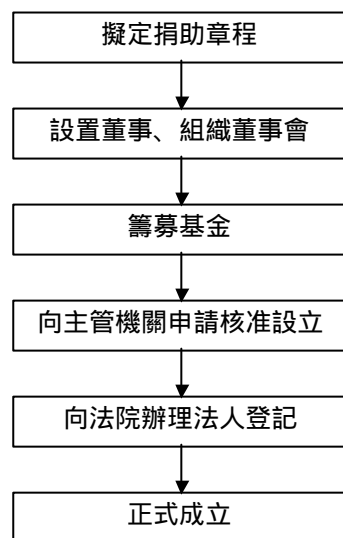 擬定捐助章程
設置董事、組織董事會
籌募基金
向主管機關申請核准設立
向法院辦理法人登記
正式成立